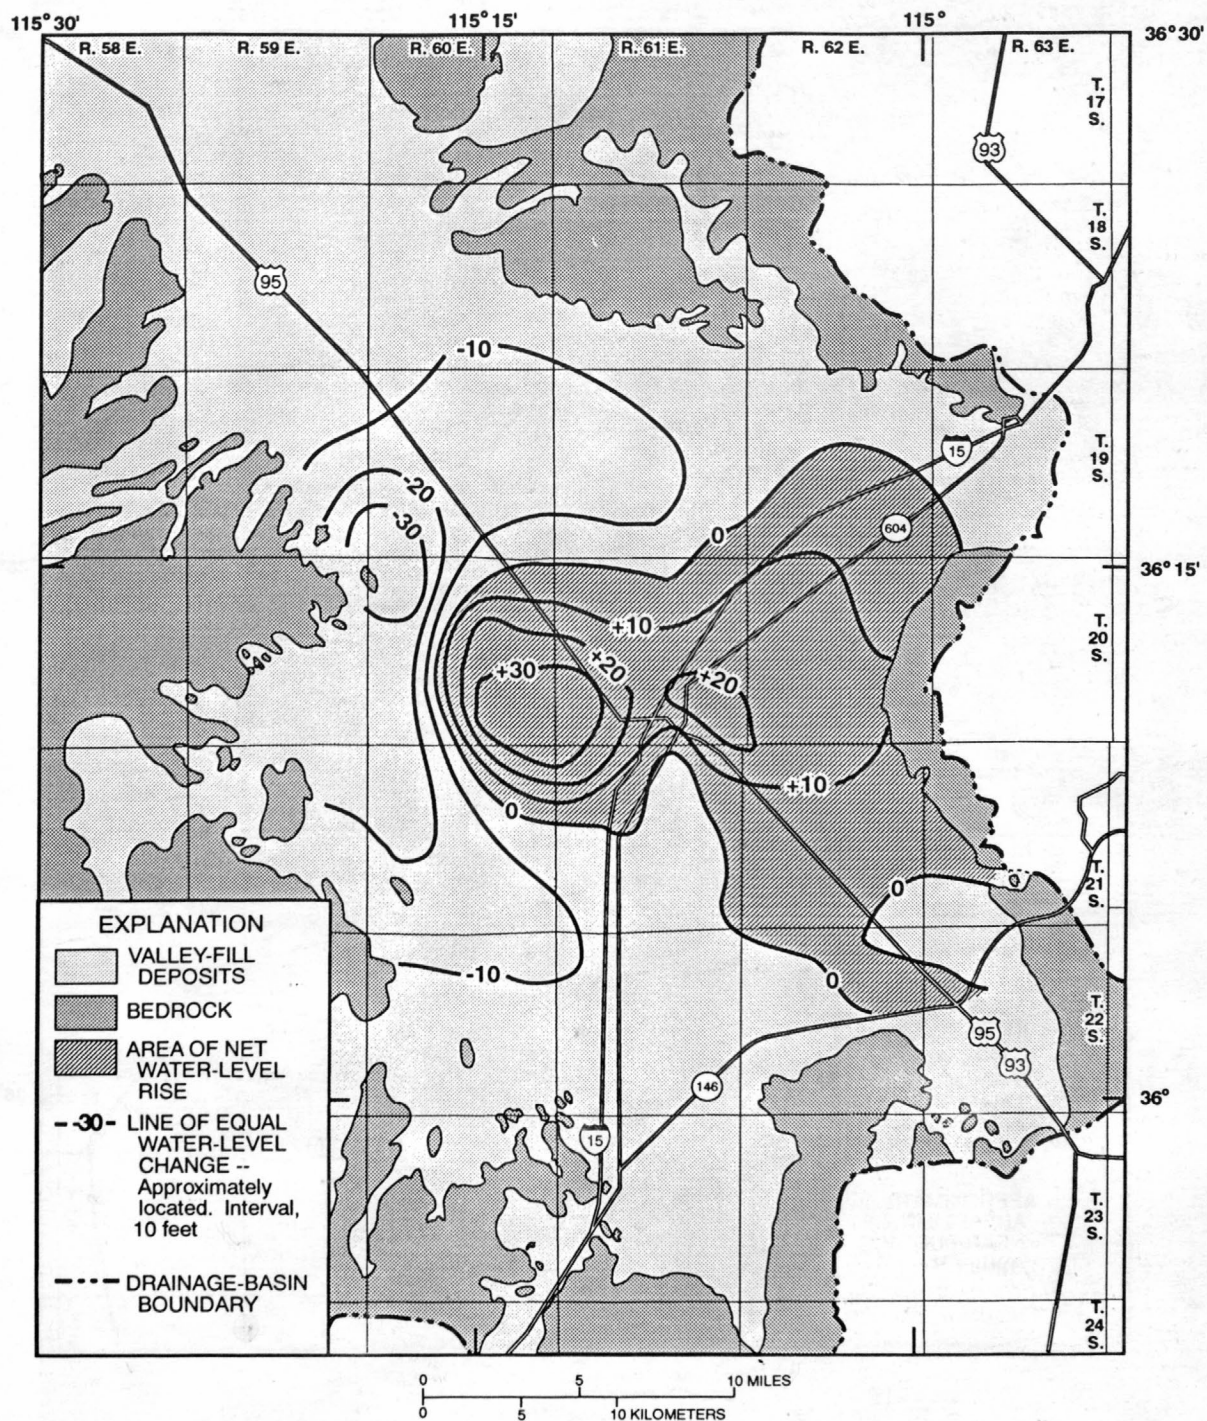 115°30'
115°15'
115°
36°30'
R. 58 E.
R. 59 E.
R. 60 E.
R. 61 E.
R. 62 E.
R. 63 E.
T.
17
S.
93
T.
18
S.
95
-10
15
T.
19
S.
-20
-30
0
604
36°15'
+10
T.
20
S.
+20
+30
+20
+10
0
T.
21
S.
0
-10
0
T.
22
S.
95
93
146
36°
15
T.
23
S.
T.
24
S.
EXPLANATION
VALLEY-FILL
DEPOSITS
BEDROCK
AREA OF NET
WATER-LEVEL
RISE
-30
LINE OF EQUAL
WATER-LEVEL
CHANGE --
Approximately
located. Interval,
10 feet
DRAINAGE-BASIN
BOUNDARY
0 5 10 MILES
0 5 10 KILOMETERS